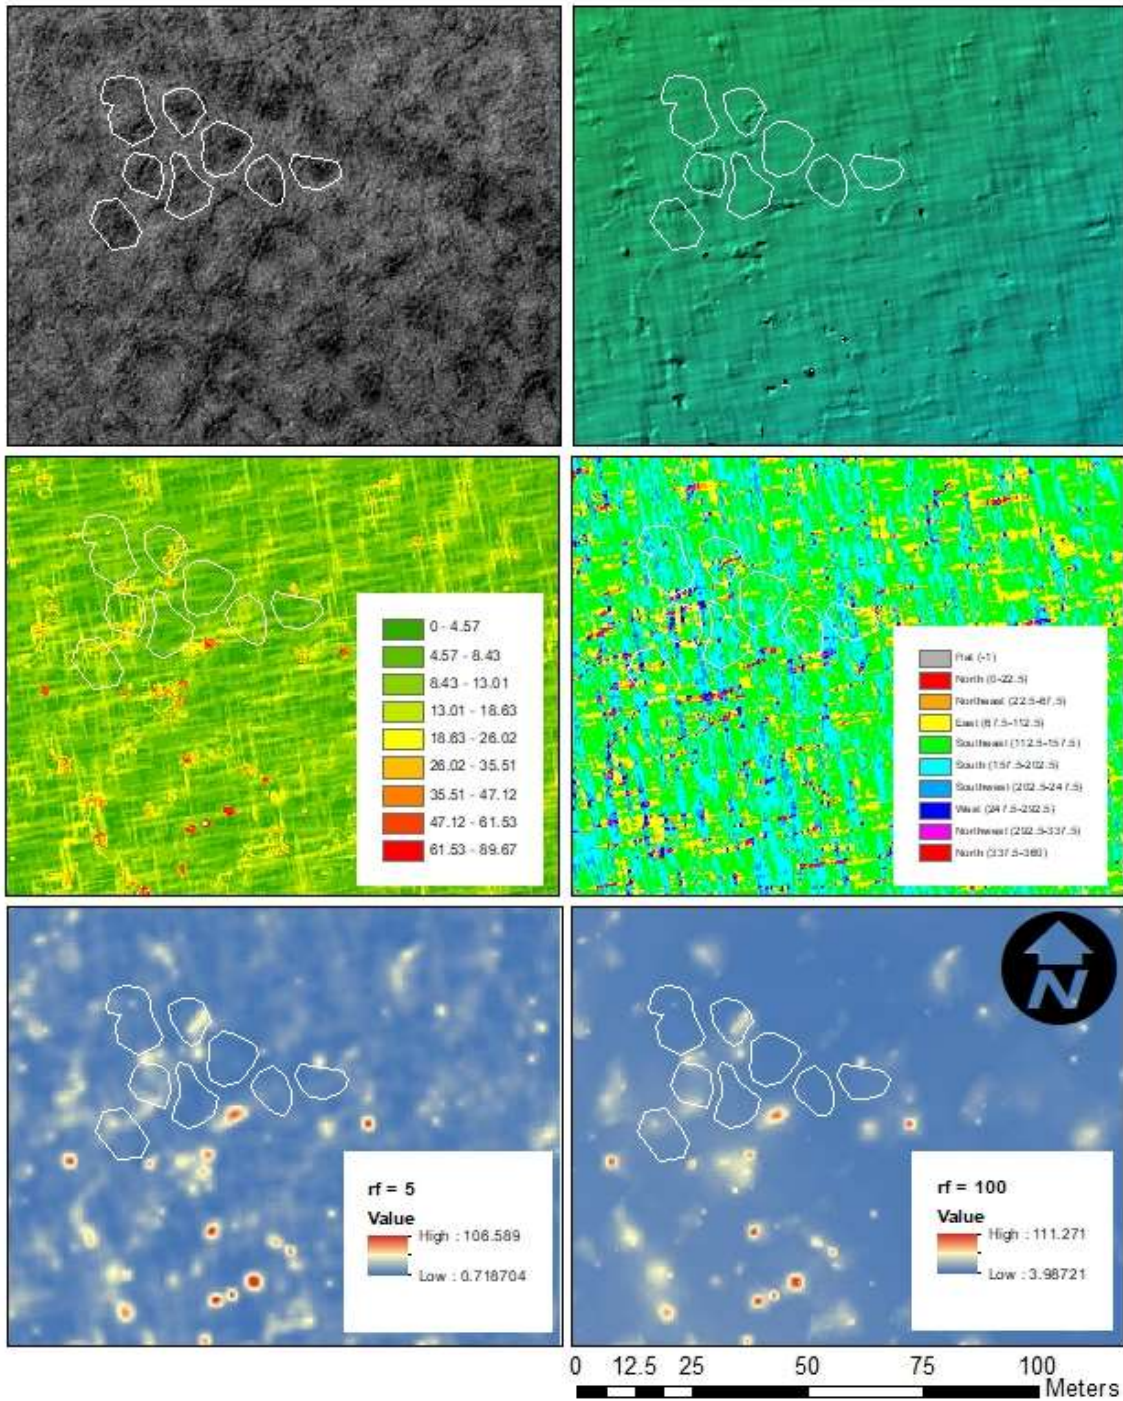 0 - 4.57
4.57 - 8.43
8.43 - 13.01
13.01 - 18.63
18.63 - 26.02
26.02 - 35.51
35.51 - 47.12
47.12 - 61.53
61.53 - 89.67
Flat (-1)
North (0-22.5)
Northeast (22.5-67.5)
East (67.5-112.5)
Southeast (112.5-157.5)
South (157.5-202.5)
Southwest (202.5-247.5)
West (247.5-292.5)
Northwest (292.5-337.5)
North (337.5-360)
rf = 5
Value
High : 106.589
Low : 0.718704
N
rf = 100
Value
High : 111.271
Low : 3.98721
0 12.5 25 50 75 100
Meters